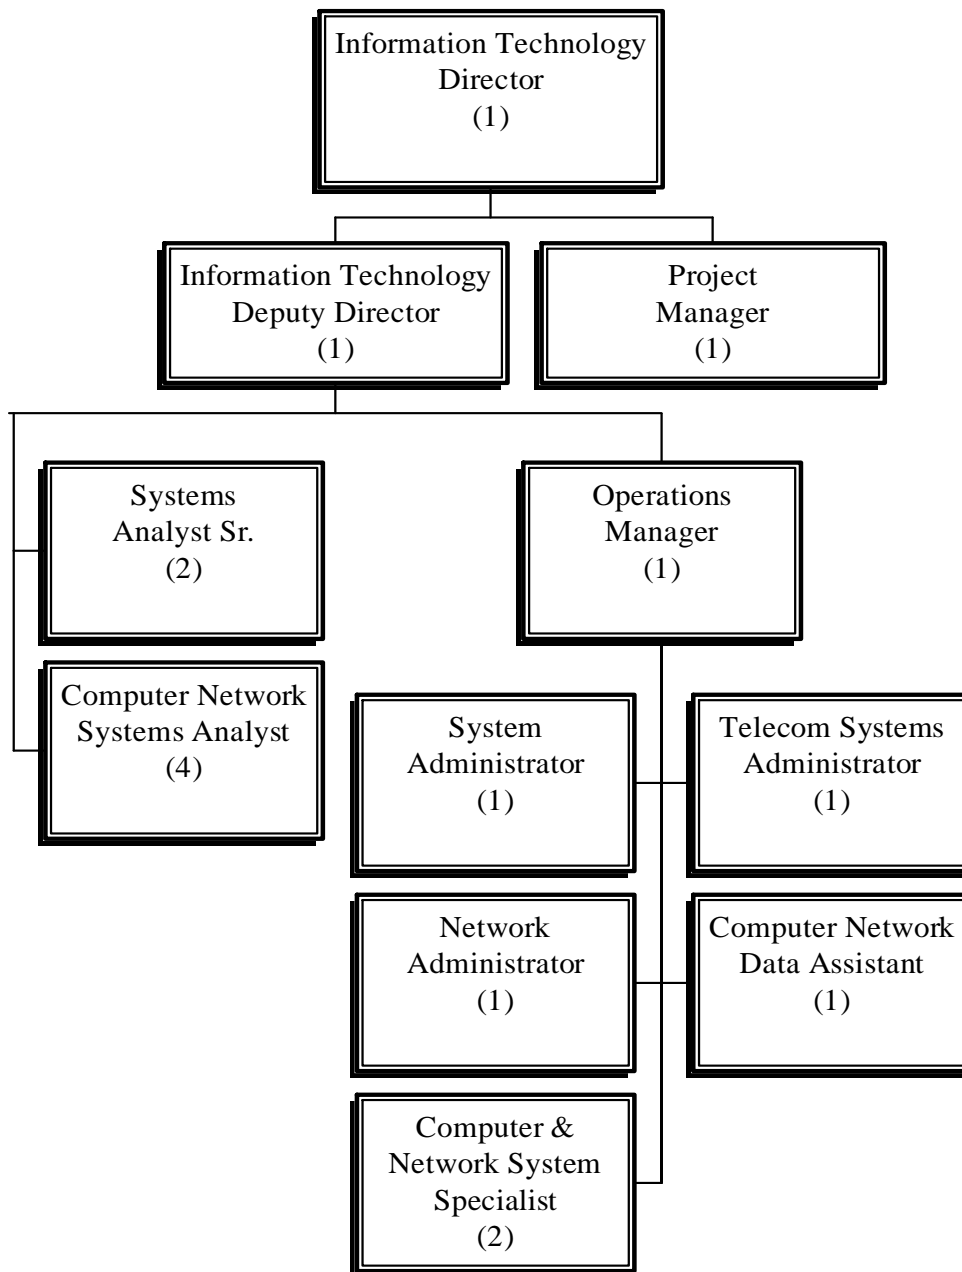 Information Technology
Director
(1)
Information Technology
Deputy Director
(1)
Project
Manager
(1)
Systems
Analyst Sr.
(2)
Operations
Manager
(1)
Computer Network
Systems Analyst
(4)
System
Administrator
(1)
Telecom Systems
Administrator
(1)
Network
Administrator
(1)
Computer Network
Data Assistant
(1)
Computer &
Network System
Specialist
(2)